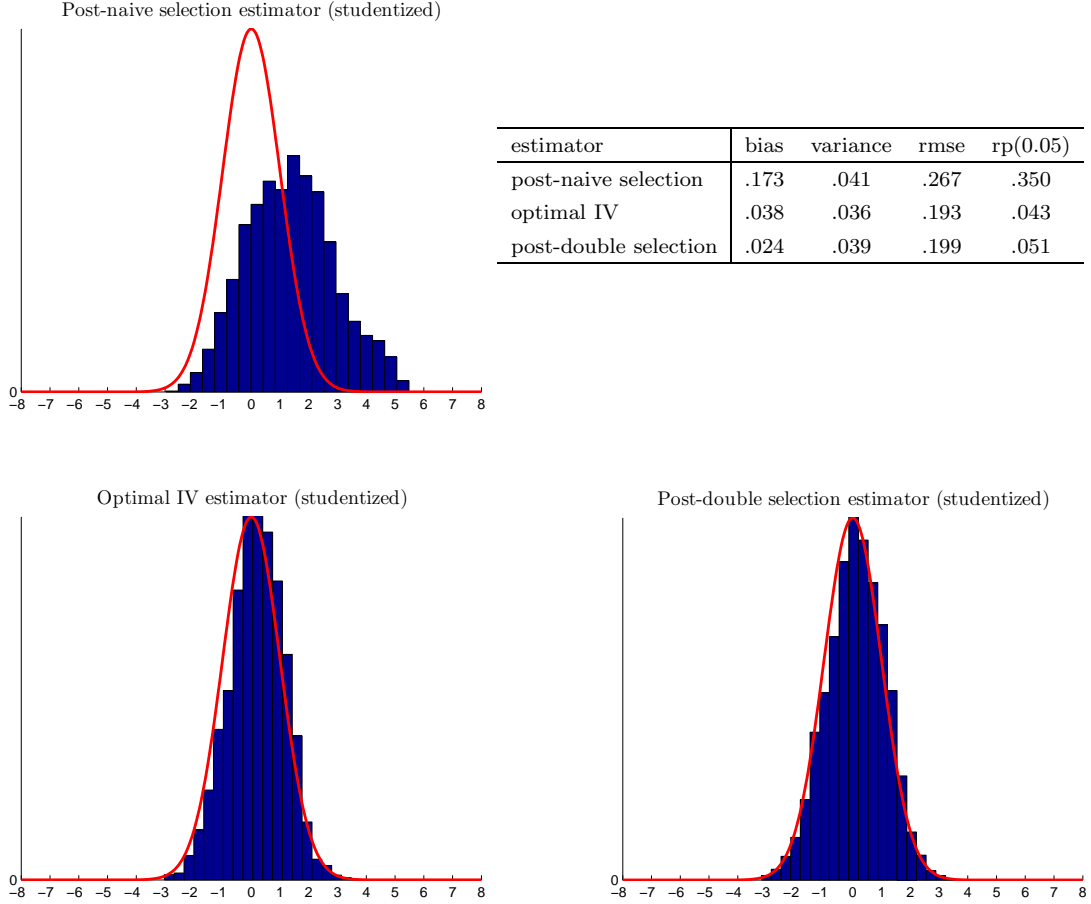 Post-naive selection estimator (studentized)
0
−8 −7 −6 −5 −4 −3 −2 −1 0 1 2 3 4 5 6 7 8
estimator bias variance rmse rp(0.05)
post-naive selection .173 .041 .267 .350
optimal IV .038 .036 .193 .043
post-double selection .024 .039 .199 .051
Optimal IV estimator (studentized)
0
−8 −7 −6 −5 −4 −3 −2 −1 0 1 2 3 4 5 6 7 8
Post-double selection estimator (studentized)
0
−8 −7 −6 −5 −4 −3 −2 −1 0 1 2 3 4 5 6 7 8